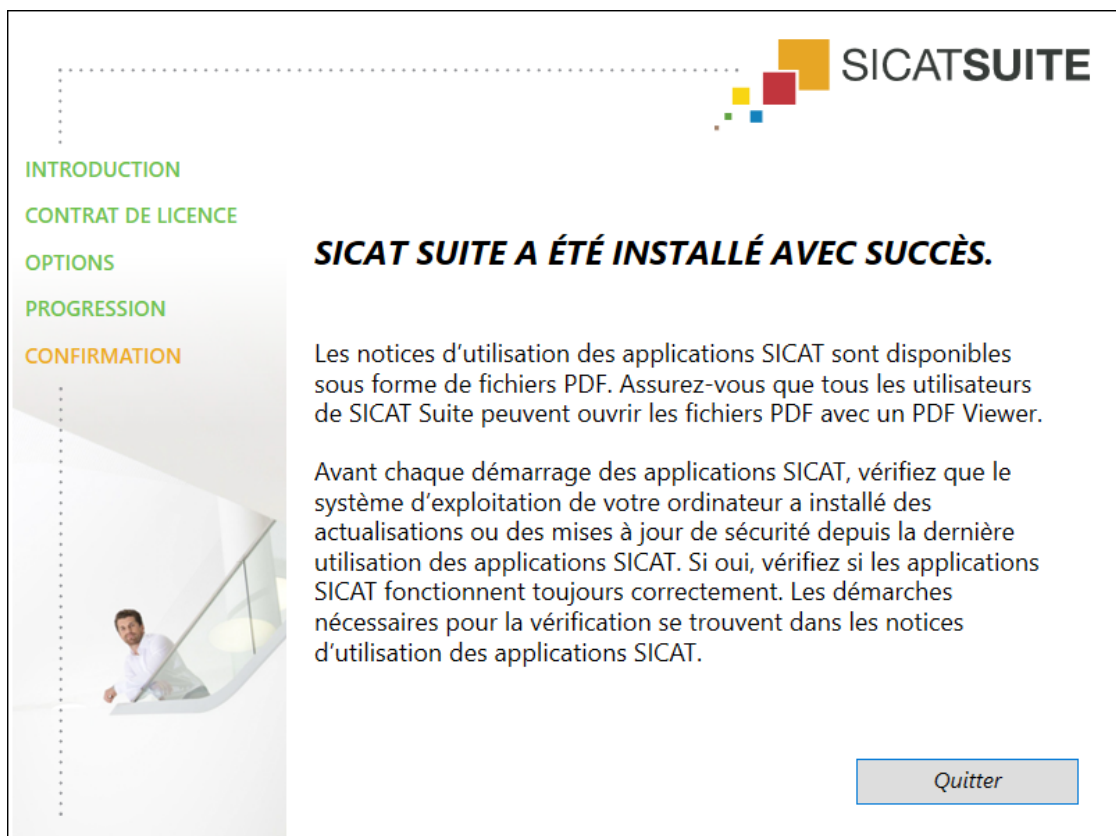 SICATSUITE
INTRODUCTION
CONTRAT DE LICENCE
OPTIONS
PROGRESSION
CONFIRMATION
SICAT SUITE A ÉTÉ INSTALLÉ AVEC SUCCÈS.
Les notices d’utilisation des applications SICAT sont disponibles
sous forme de fichiers PDF. Assurez-vous que tous les utilisateurs
de SICAT Suite peuvent ouvrir les fichiers PDF avec un PDF Viewer.
Avant chaque démarrage des applications SICAT, vérifiez que le
système d’exploitation de votre ordinateur a installé des
actualisations ou des mises à jour de sécurité depuis la dernière
utilisation des applications SICAT. Si oui, vérifiez si les applications
SICAT fonctionnent toujours correctement. Les démarches
nécessaires pour la vérification se trouvent dans les notices
d’utilisation des applications SICAT.
Quitter